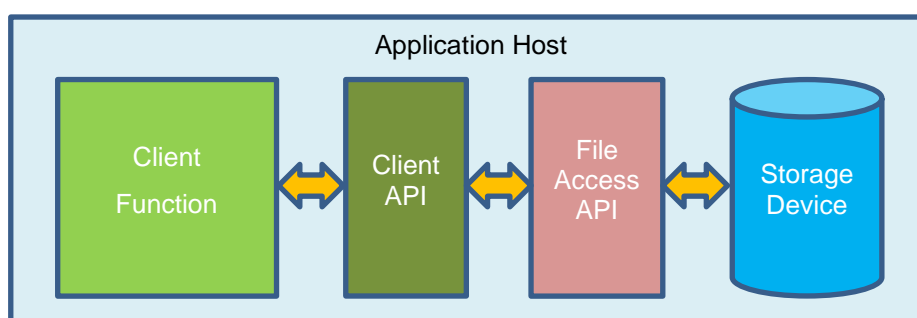 Application Host
Client
Function
Client
API
File
Access
API
Storage
Device